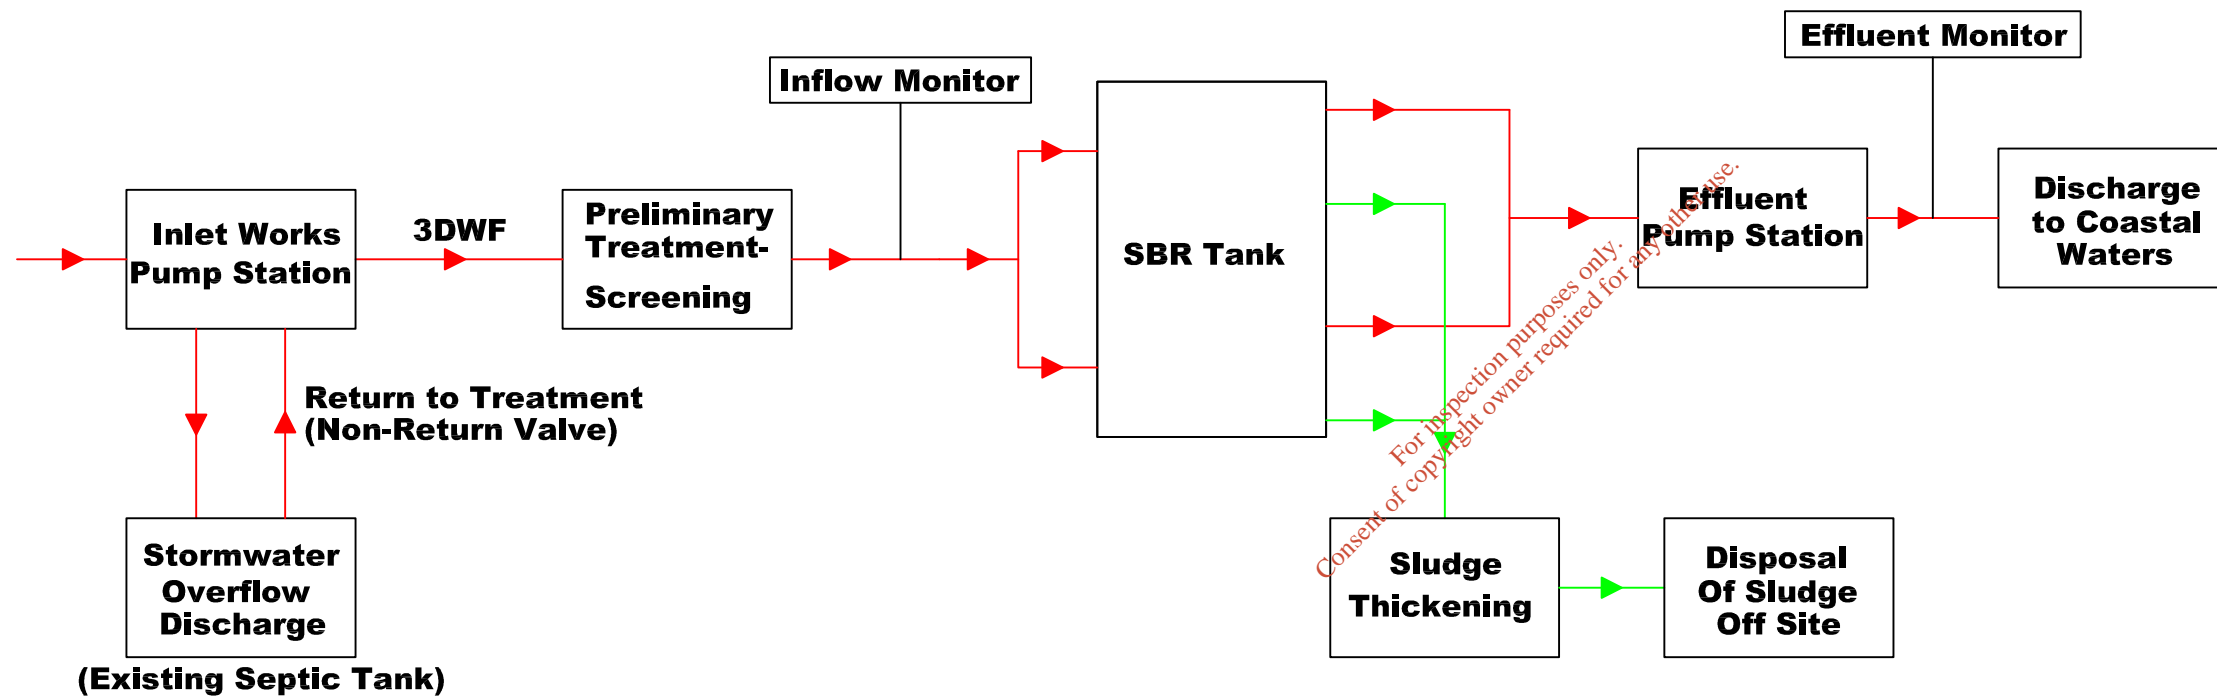 Effluent Monitor
Inflow Monitor
Inlet Works
Pump Station
3DWF
Preliminary
Treatment-
Screening
SBR Tank
Effluent
Pump Station
Discharge
to Coastal
Waters
Return to Treatment
(Non-Return Valve)
Stormwater
Overflow
Discharge
(Existing Septic Tank)
Sludge
Thickening
Disposal
Of Sludge
Off Site
For inspection purposes only.
Consent of copyright owner required for any other use.